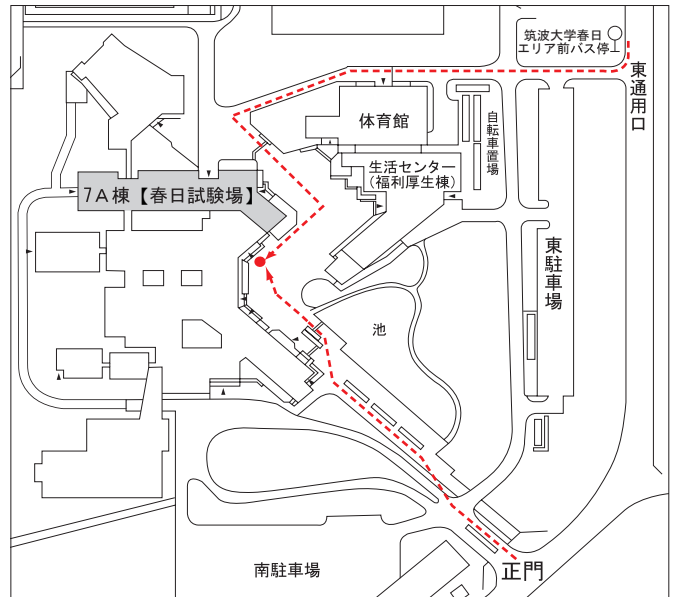 筑波大学春日
エリア前バス停
東通用口
体育館
自転車置場
生活センター
(福利厚生棟)
7A棟【春日試験場】
東駐車場
池
正門
南駐車場